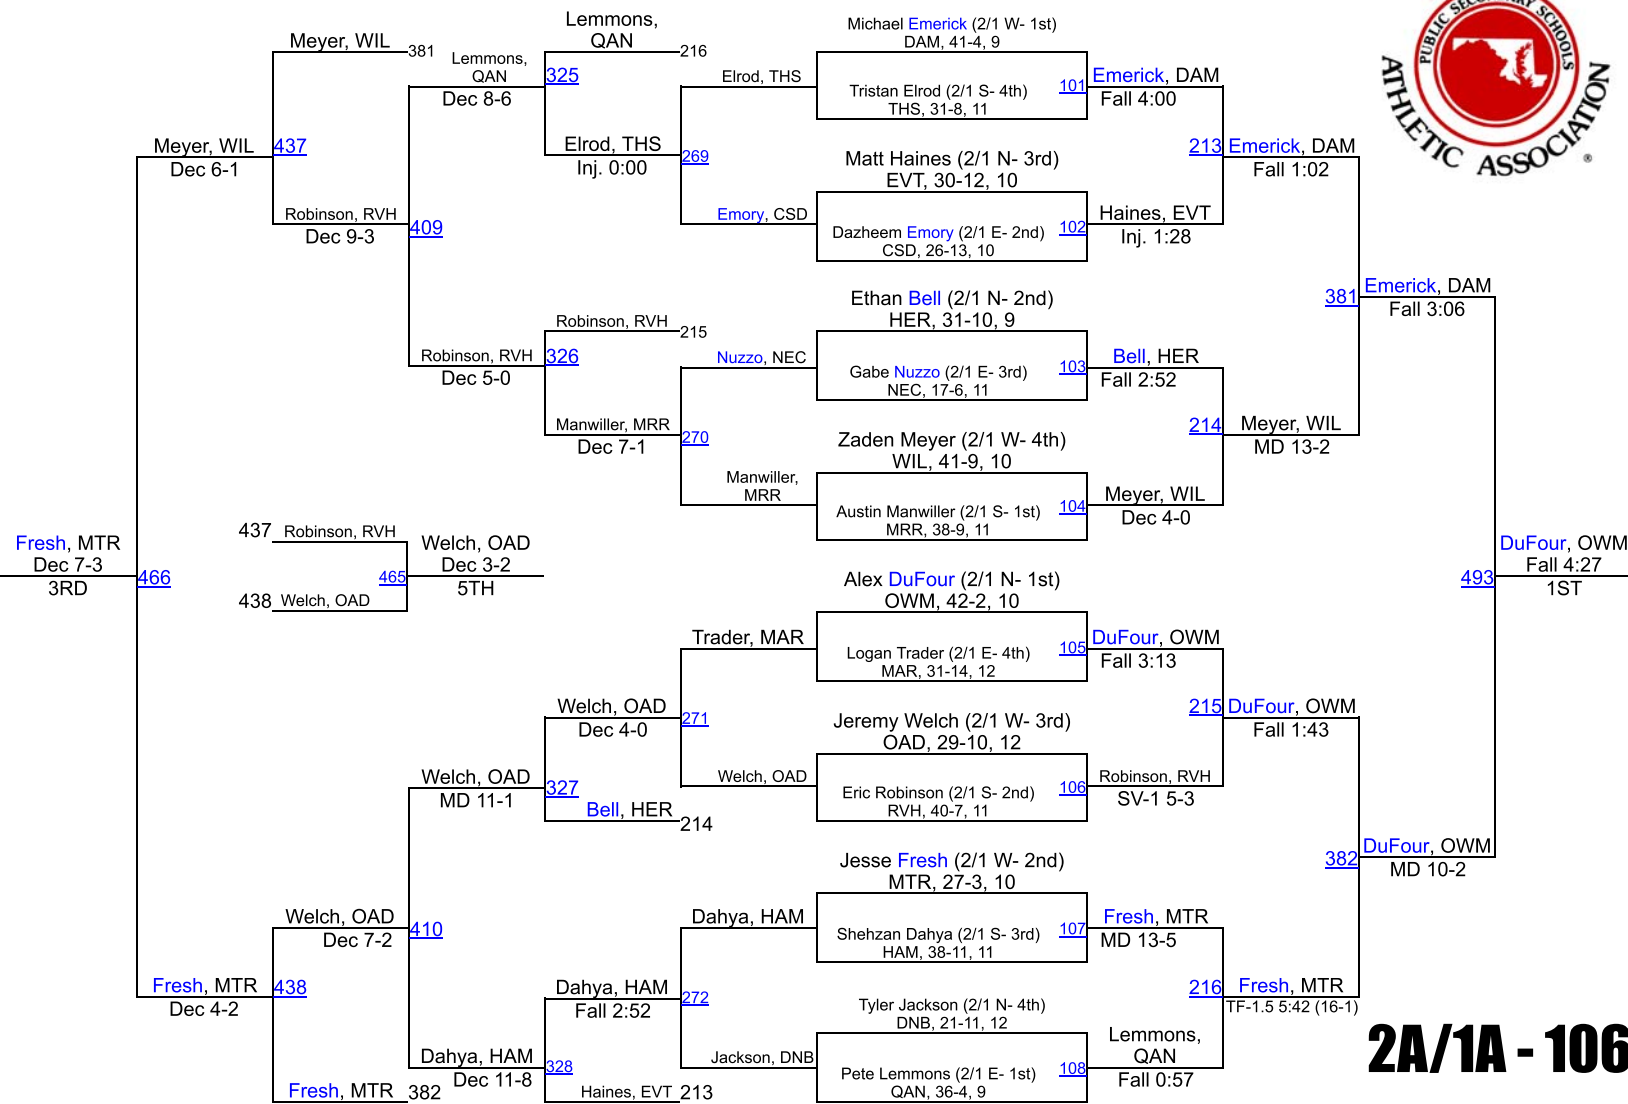 PUBLIC SECONDARY SCHOOLS
ATHLETIC ASSOCIATION
®
Meyer, WIL
381
Lemmons,
QAN
Dec 8-6
Lemmons,
QAN
216
325
Elrod, THS
Inj. 0:00
Elrod, THS
269
Emory, CSD
Michael Emerick (2/1 W- 1st)
DAM, 41-4, 9
Tristan Elrod (2/1 S- 4th)
THS, 31-8, 11
101
Emerick, DAM
Fall 4:00
Matt Haines (2/1 N- 3rd)
EVT, 30-12, 10
Dazheem Emory (2/1 E- 2nd)
CSD, 26-13, 10
102
Haines, EVT
Inj. 1:28
213
Emerick, DAM
Fall 1:02
Meyer, WIL
Dec 6-1
437
Robinson, RVH
Dec 9-3
409
Robinson, RVH
215
Robinson, RVH
Dec 5-0
326
Manwiller, MRR
Dec 7-1
Nuzzo, NEC
270
Manwiller,
MRR
Ethan Bell (2/1 N- 2nd)
HER, 31-10, 9
Gabe Nuzzo (2/1 E- 3rd)
NEC, 17-6, 11
103
Bell, HER
Fall 2:52
Zaden Meyer (2/1 W- 4th)
WIL, 41-9, 10
Austin Manwiller (2/1 S- 1st)
MRR, 38-9, 11
104
Meyer, WIL
Dec 4-0
214
Meyer, WIL
MD 13-2
381
Emerick, DAM
Fall 3:06
Fresh, MTR
Dec 7-3
3RD
466
437
Robinson, RVH
438
Welch, OAD
465
Welch, OAD
Dec 3-2
5TH
493
DuFour, OWM
Fall 4:27
1ST
Alex DuFour (2/1 N- 1st)
OWM, 42-2, 10
Trader, MAR
Logan Trader (2/1 E- 4th)
MAR, 31-14, 12
105
DuFour, OWM
Fall 3:13
Welch, OAD
Dec 4-0
271
Jeremy Welch (2/1 W- 3rd)
OAD, 29-10, 12
Welch, OAD
Eric Robinson (2/1 S- 2nd)
RVH, 40-7, 11
106
Robinson, RVH
SV-1 5-3
215
DuFour, OWM
Fall 1:43
Welch, OAD
MD 11-1
327
Bell, HER
214
382
DuFour, OWM
MD 10-2
Jesse Fresh (2/1 W- 2nd)
MTR, 27-3, 10
Welch, OAD
Dec 7-2
410
Dahya, HAM
Shehzan Dahya (2/1 S- 3rd)
HAM, 38-11, 11
107
Fresh, MTR
MD 13-5
Fresh, MTR
Dec 4-2
438
Dahya, HAM
Fall 2:52
272
Tyler Jackson (2/1 N- 4th)
DNB, 21-11, 12
216
Fresh, MTR
TF-1.5 5:42 (16-1)
Dahya, HAM
Dec 11-8
328
Jackson, DNB
Pete Lemmons (2/1 E- 1st)
QAN, 36-4, 9
108
Lemmons,
QAN
Fall 0:57
Fresh, MTR
382
Haines, EVT
213
2A/1A - 106